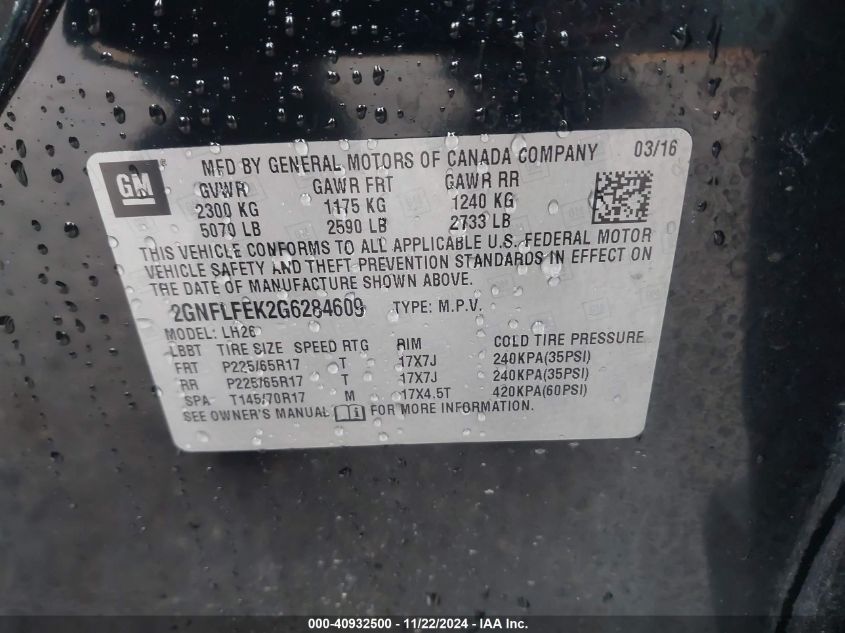 GM
MFD BY GENERAL MOTORS OF CANADA COMPANY 03/16
GVWR GAWR FRT GAWR RR
2300 KG 1175 KG 1240 KG
5070 LB 2590 LB 2733 LB
THIS VEHICLE CONFORMS TO ALL APPLICABLE U.S. FEDERAL MOTOR
VEHICLE SAFETY AND THEFT PREVENTION STANDARDS IN EFFECT ON
THE DATE OF MANUFACTURE SHOWN ABOVE.
2GNFLFEK2G6284609 TYPE: M.P.V.
MODEL: LH26
LBBT TIRE SIZE SPEED RTG RIM COLD TIRE PRESSURE
FRT P225/65R17 T 17X7J 240KPA(35PSI)
RR P225/65R17 T 17X7J 240KPA(35PSI)
SPA T145/70R17 M 17X4.5T 420KPA(60PSI)
SEE OWNER'S MANUAL i FOR MORE INFORMATION.
000-40932500 - 11/22/2024 - IAA Inc.